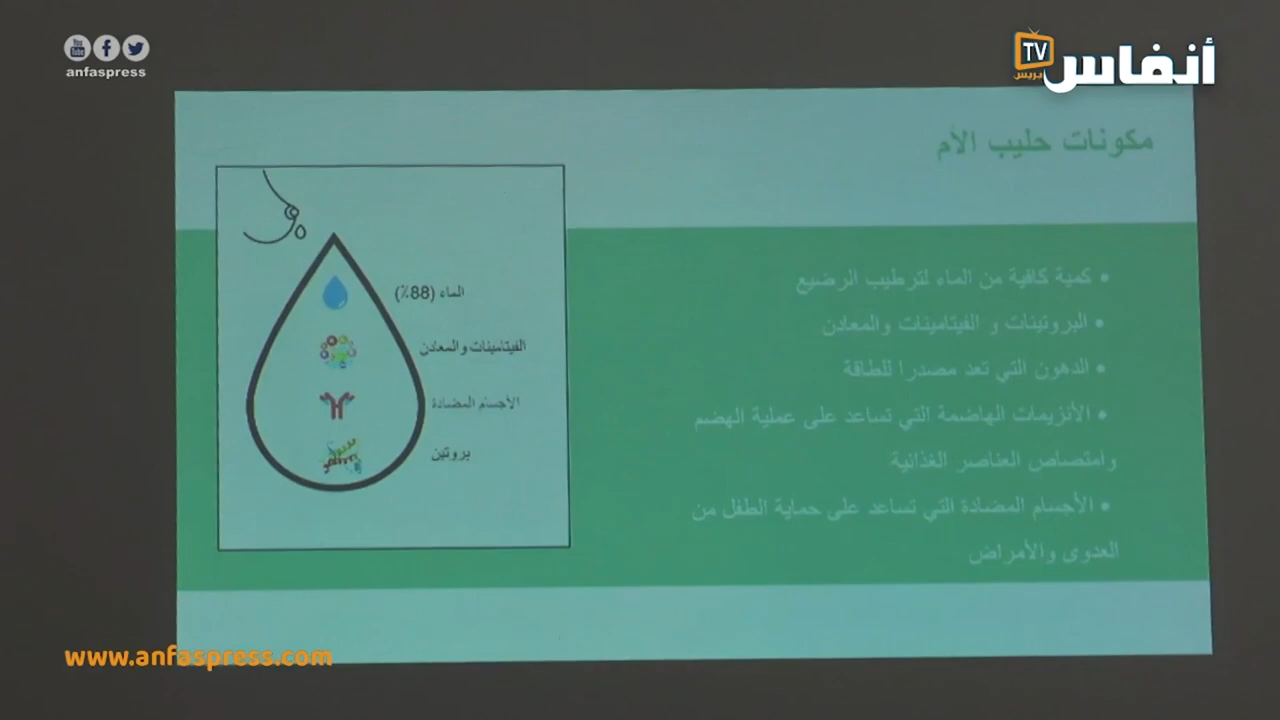 You Tube
anfaspress
أنفاس
TV
بريس
مكونات حليب الأم
• كمية كافية من الماء لترطيب الرضيع
• البروتينات و الفيتامينات والمعادن
• الدهون التي تعد مصدرا للطاقة
• الأنزيمات الهاضمة التي تساعد على عملية الهضم
وامتصاص العناصر الغذائية
• الأجسام المضادة التي تساعد على حماية الطفل من
العدوى والأمراض
الماء (88٪)
الفيتامينات والمعادن
الأجسام المضادة
بروتين
www.anfaspress.com